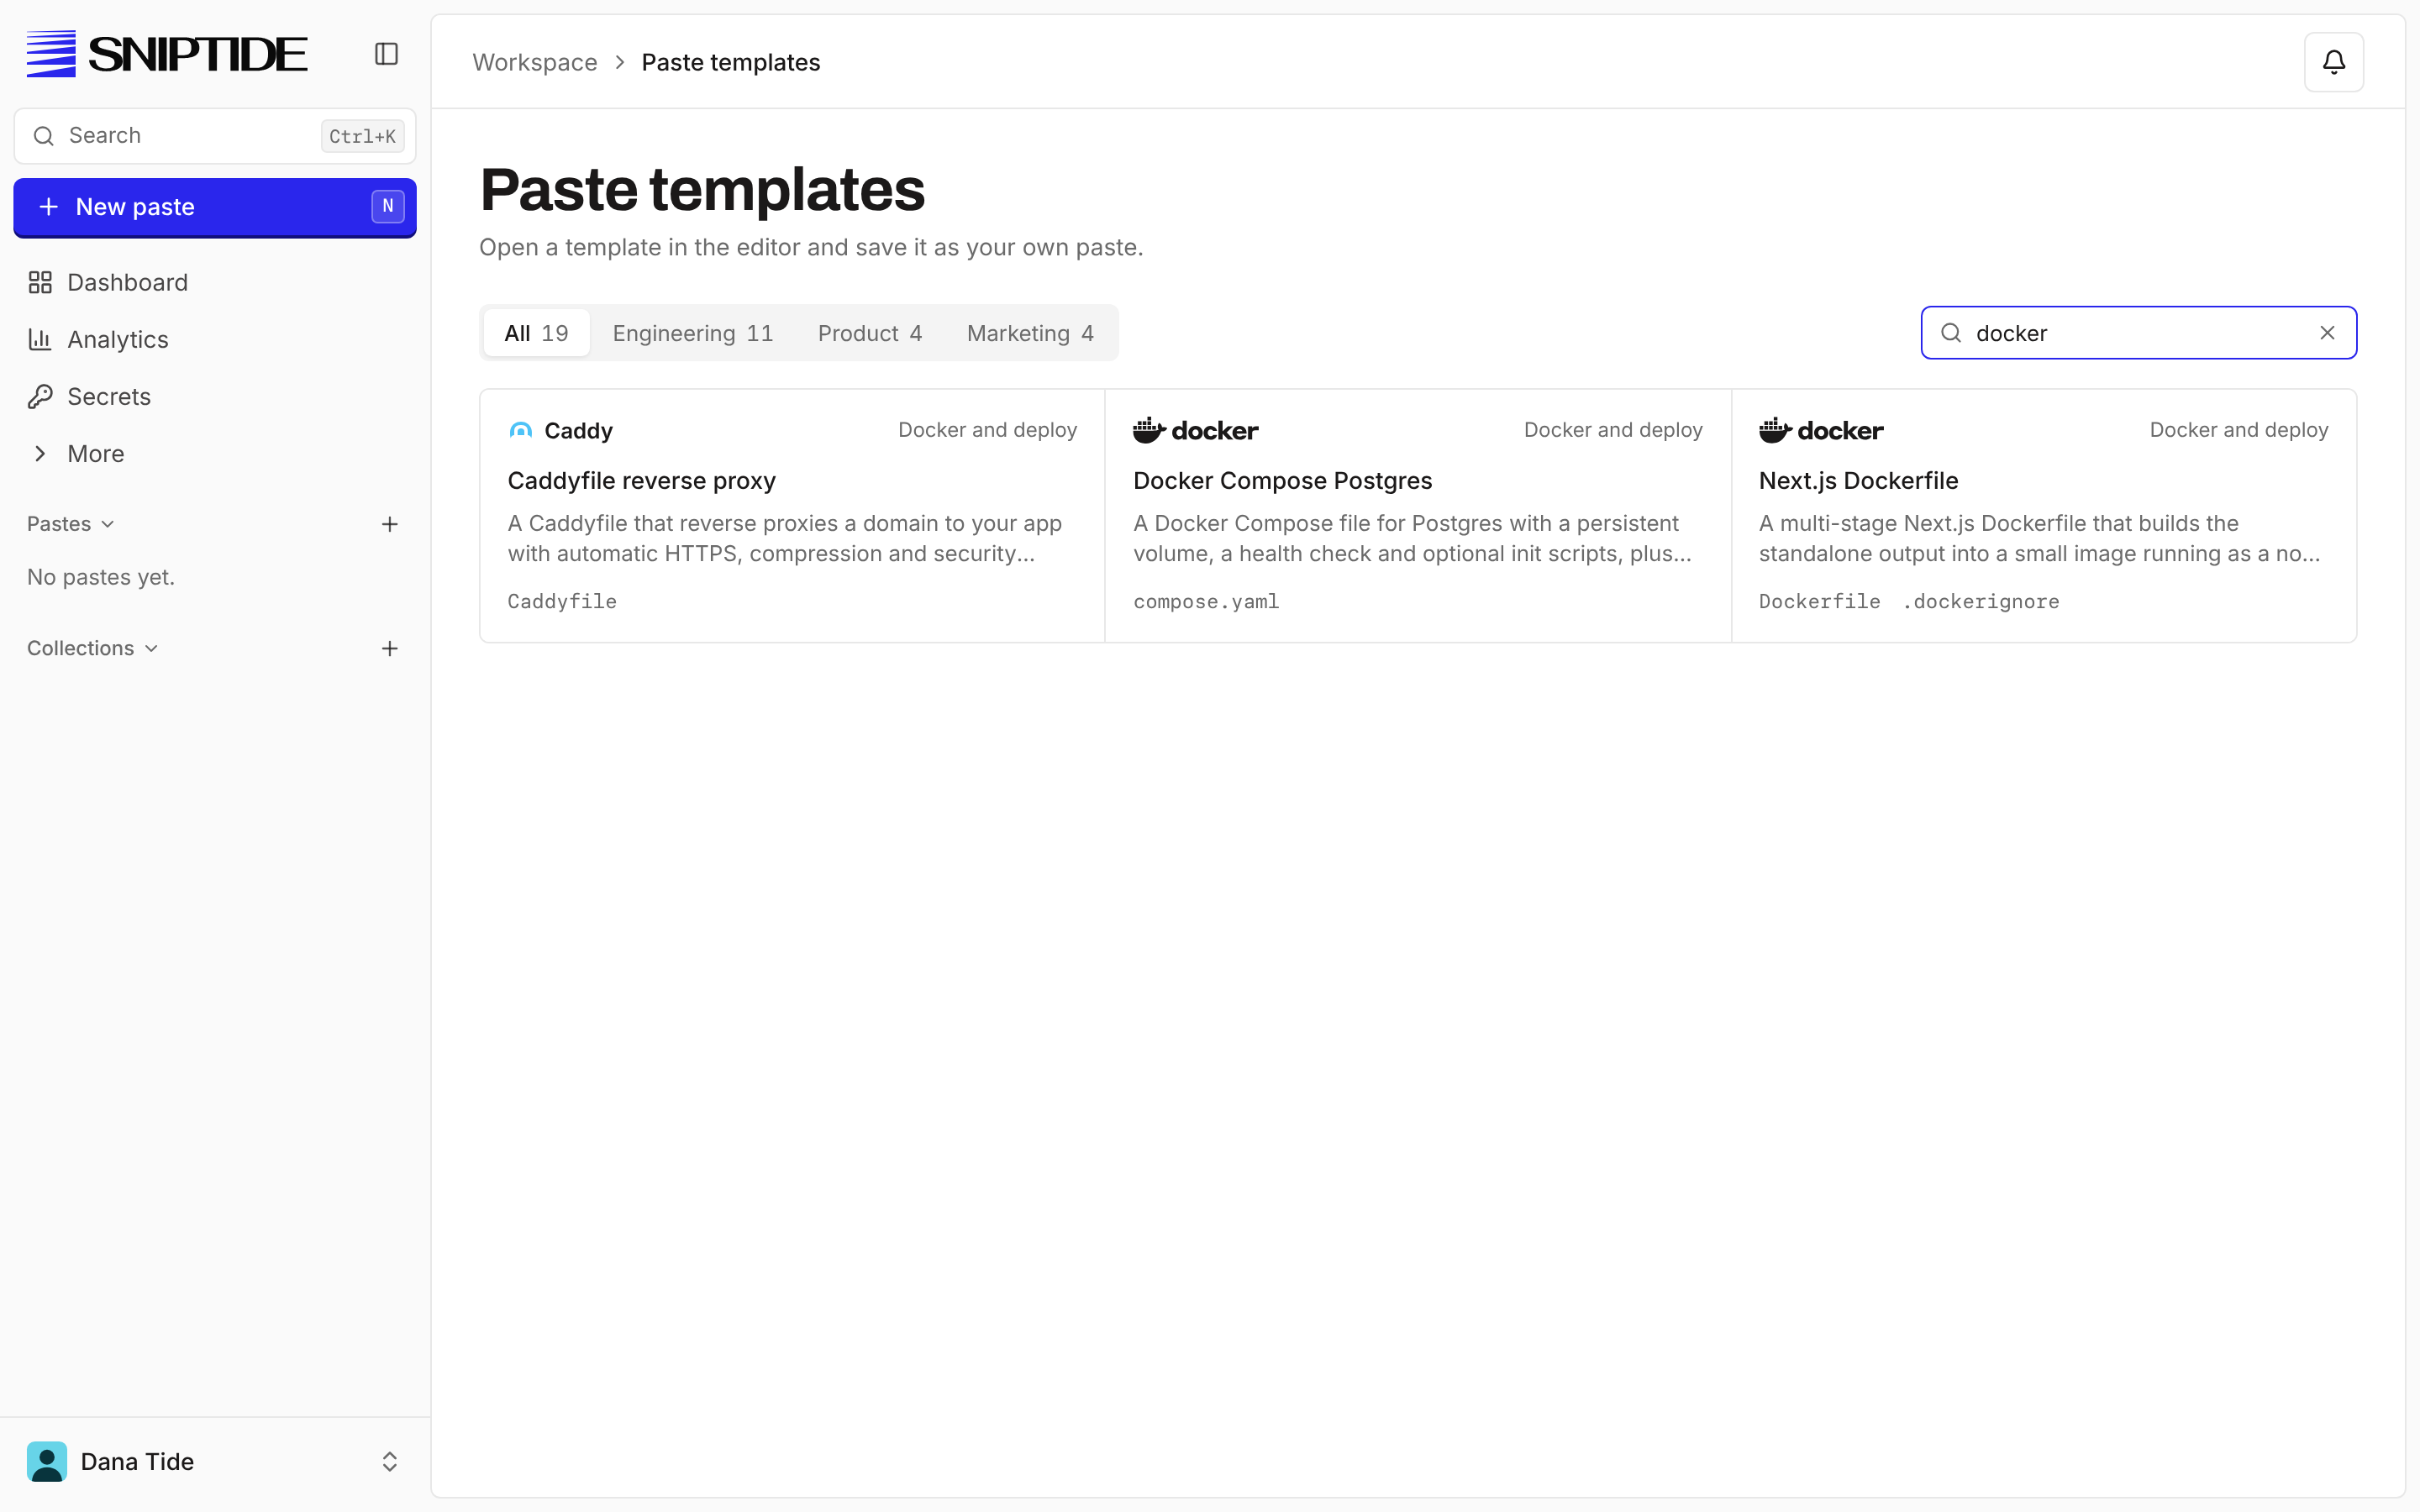 SNIPTIDE
Search Ctrl+K
New paste N
Dashboard
Analytics
Secrets
More
Pastes
No pastes yet.
Collections
Dana Tide
Workspace > Paste templates
Paste templates
Open a template in the editor and save it as your own paste.
All 19 Engineering 11 Product 4 Marketing 4
docker
Caddy Docker and deploy
Caddyfile reverse proxy
A Caddyfile that reverse proxies a domain to your app
with automatic HTTPS, compression and security...
Caddyfile
docker Docker and deploy
Docker Compose Postgres
A Docker Compose file for Postgres with a persistent
volume, a health check and optional init scripts, plus...
compose.yaml
docker Docker and deploy
Next.js Dockerfile
A multi-stage Next.js Dockerfile that builds the
standalone output into a small image running as a no...
Dockerfile .dockerignore